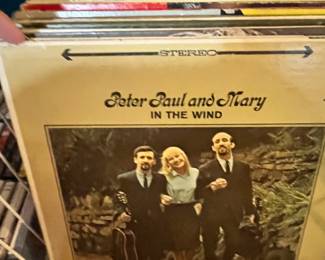 STEREO
Peter Paul and Mary
IN THE WIND